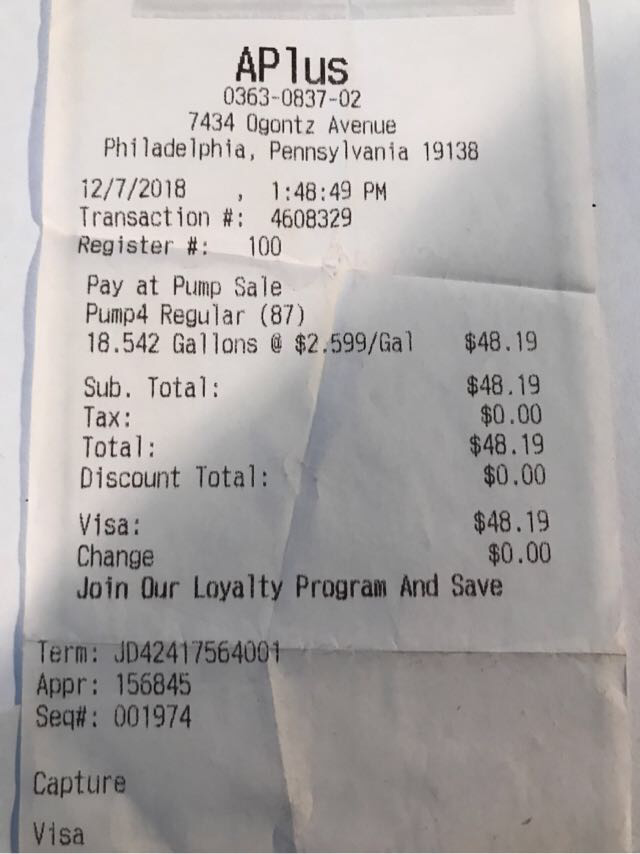 APlus
0363-0837-02
7434 Ogontz Avenue
Philadelphia, Pennsylvania 19138
12/7/2018 , 1:48:49 PM
Transaction #: 4608329
Register #: 100
Pay at Pump Sale
Pump4 Regular (87)
18.542 Gallons @ $2.599/Gal $48.19
Sub. Total: $48.19
Tax: $0.00
Total: $48.19
Discount Total: $0.00
Visa: $48.19
Change $0.00
Join Our Loyalty Program And Save
Term: JD42417564001
Appr: 156845
Seq#: 001974
Capture
Visa